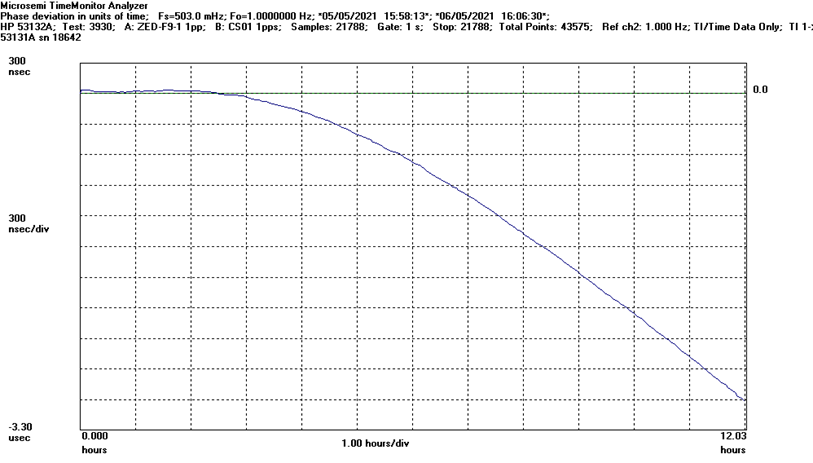 Microsemi TimeMonitor Analyzer
Phase deviation in units of time;  Fs=503.0 mHz; Fo=1.0000000 Hz; *05/05/2021  15:58:13*; *06/05/2021  16:06:30*;
HP 53132A;  Test: 3930;  A: ZED-F9-1 1pp;  B: CS01 1pps;  Samples: 21788;  Gate: 1 s;  Stop: 21788;  Total Points: 43575;  Ref ch2: 1.000 Hz; TI/Time Data Only;  TI 1-
53131A sn 18642
300
nsec
0.0
300
nsec/div
-3.30
usec
0.000
hours
1.00 hours/div
12.03
hours